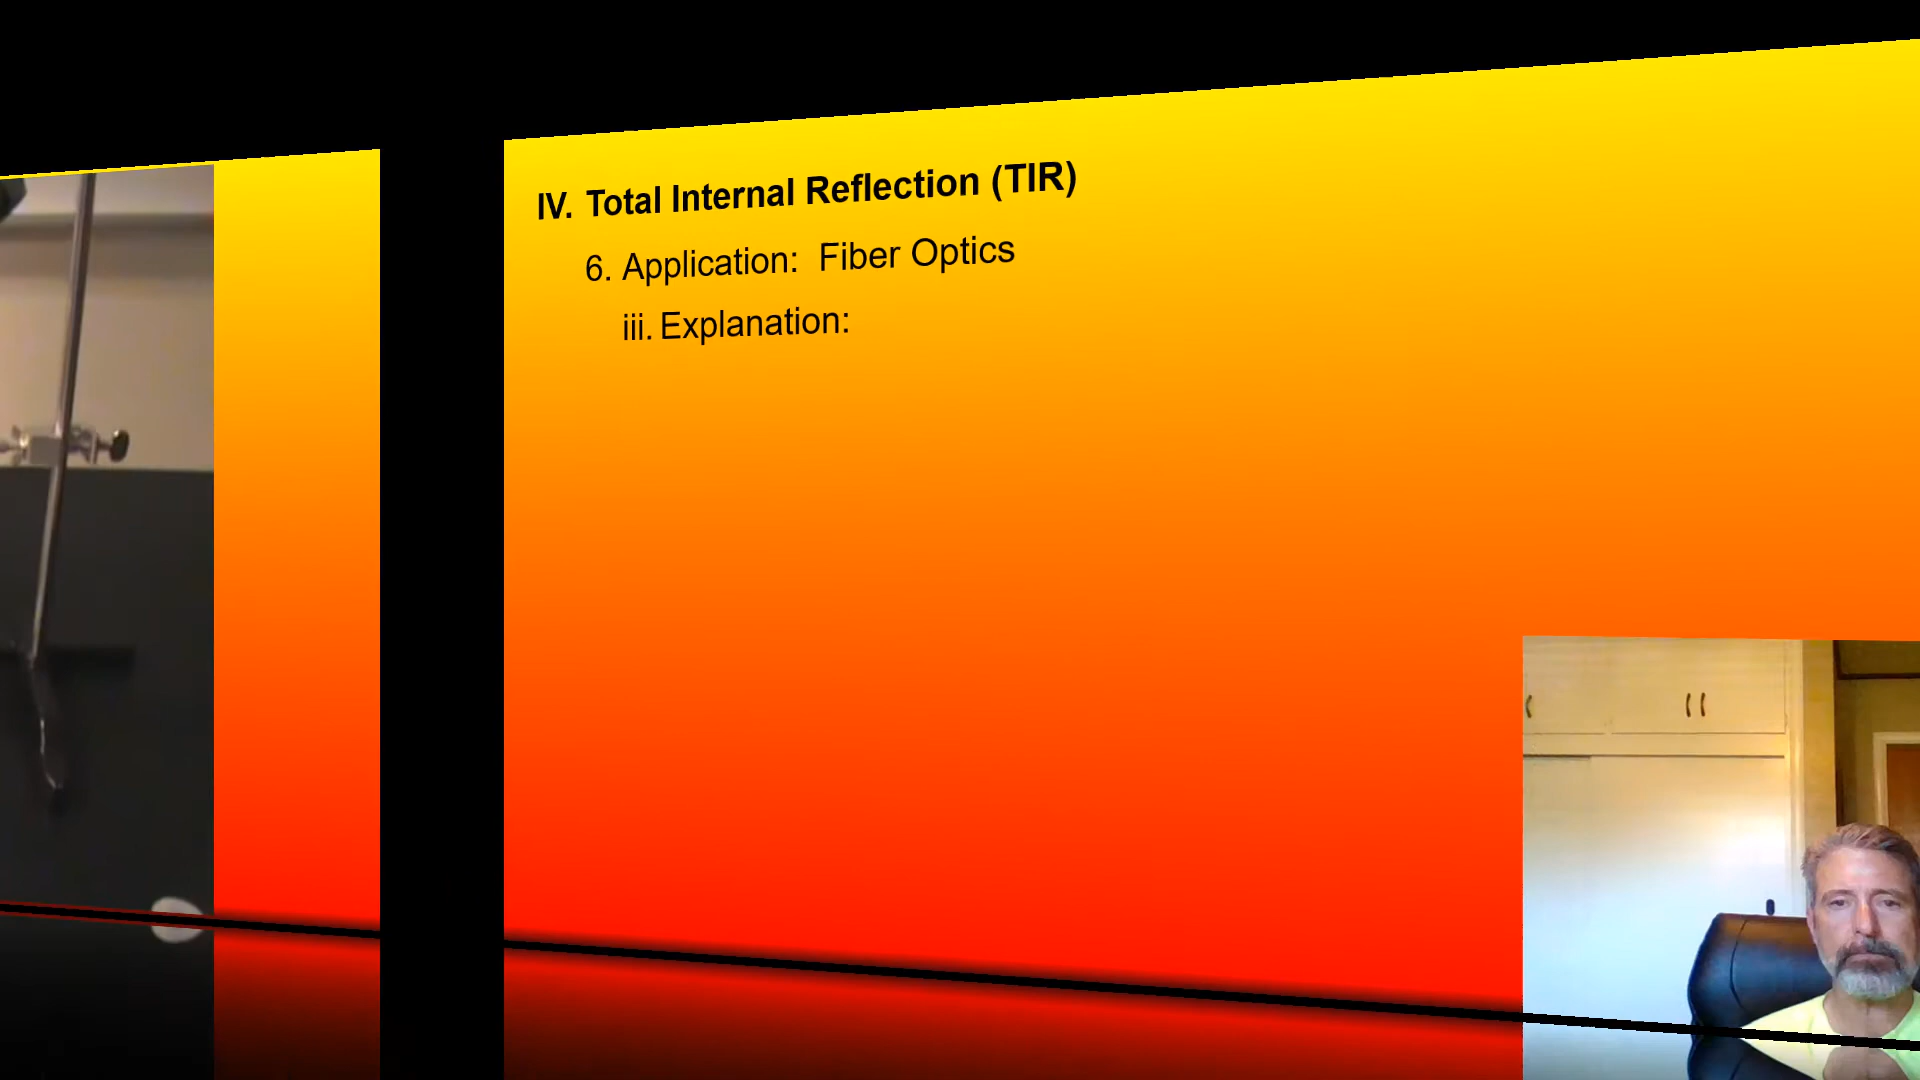 IV. Total Internal Reflection (TIR)
6. Application: Fiber Optics
iii. Explanation: